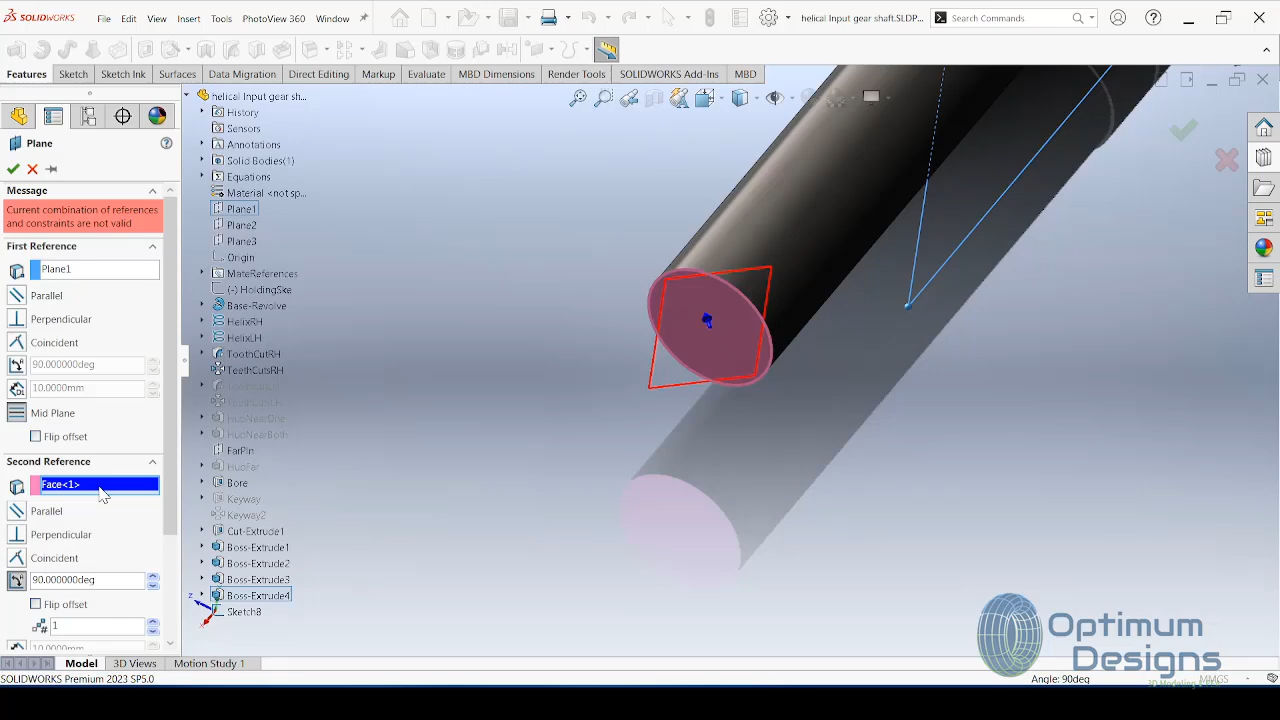 SOLIDWORKS
File Edit View Insert Tools PhotoView 360 Window
helical Input gear shaft.SLDP...
Search Commands
Features Sketch Sketch Ink Surfaces Data Migration Direct Editing Markup Evaluate MBD Dimensions Render Tools SOLIDWORKS Add-Ins MBD
Plane
Message
Current combination of references
and constraints are not valid
First Reference
Plane1
Parallel
Perpendicular
Coincident
90.000000deg
10.0000mm
Mid Plane
Flip offset
Second Reference
Face<1>
Parallel
Perpendicular
Coincident
90.000000deg
Flip offset
1
10.0000mm
helical Input gear sh...
History
Sensors
Annotations
Solid Bodies(1)
Equations
Material <not sp...
Plane1
Plane2
Plane3
Origin
MateReferences
(-) HoldingSke
Base-Revolve
HelixRH
HelixLH
ToothCutRH
TeethCutsRH
HubNearOne
HubNearBoth
FarPln
HubFar
Bore
Keyway
Keyway2
Cut-Extrude1
Boss-Extrude1
Boss-Extrude2
Boss-Extrude3
Boss-Extrude4
Sketch8
z
Optimum
Designs
Model 3D Views Motion Study 1
SOLIDWORKS Premium 2023 SP5.0
Angle: 90deg
MMGS